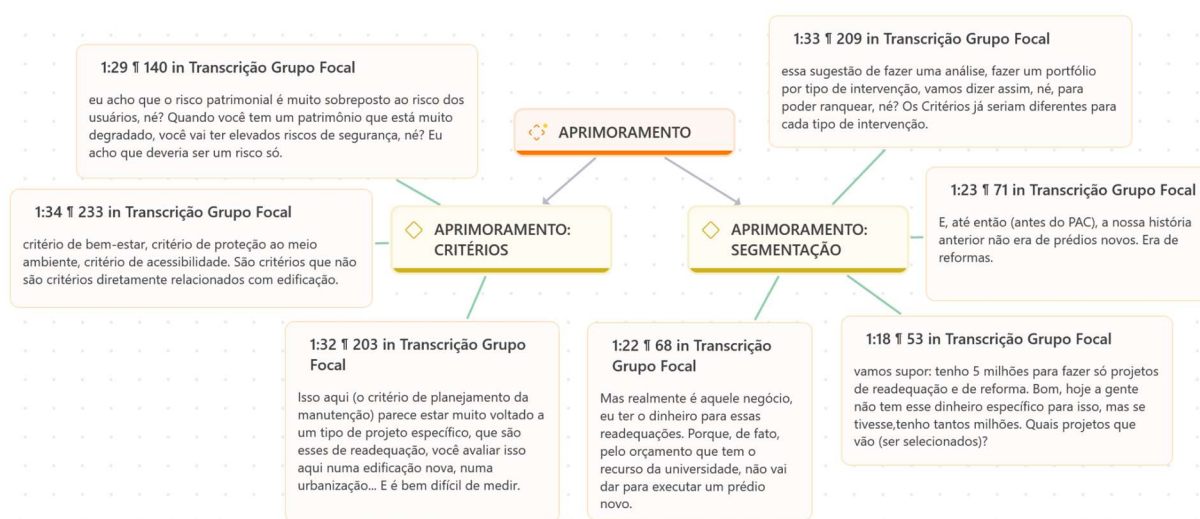 1:29 ¶ 140 in Transcrição Grupo Focal
eu acho que o risco patrimonial é muito sobreposto ao risco dos
usuários, né? Quando você tem um patrimônio que está muito
degradado, você vai ter elevados riscos de segurança, né? Eu
acho que deveria ser um risco só.
APRIMORAMENTO
1:33 ¶ 209 in Transcrição Grupo Focal
essa sugestão de fazer uma análise, fazer um portfólio
por tipo de intervenção, vamos dizer assim, né, para
poder ranquear, né? Os Critérios já seriam diferentes para
cada tipo de intervenção.
1:34 ¶ 233 in Transcrição Grupo Focal
critério de bem-estar, critério de proteção ao meio
ambiente, critério de acessibilidade. São critérios que não
são critérios diretamente relacionados com edificação.
APRIMORAMENTO:
CRITÉRIOS
APRIMORAMENTO:
SEGMENTAÇÃO
1:23 ¶ 71 in Transcrição Grupo Focal
E, até então (antes do PAC), a nossa história
anterior não era de prédios novos. Era de
reformas.
1:32 ¶ 203 in Transcrição Grupo
Focal
Isso aqui (o critério de planejamento da
manutenção) parece estar muito voltado a
um tipo de projeto específico, que são
esses de readequação, você avaliar isso
aqui numa edificação nova, numa
urbanização... E é bem difícil de medir.
1:22 ¶ 68 in Transcrição
Grupo Focal
Mas realmente é aquele negócio,
eu ter o dinheiro para essas
readequações. Porque, de fato,
pelo orçamento que tem o
recurso da universidade, não vai
dar para executar um prédio
novo.
1:18 ¶ 53 in Transcrição Grupo Focal
vamos supor: tenho 5 milhões para fazer só projetos
de readequação e de reforma. Bom, hoje a gente
não tem esse dinheiro específico para isso, mas se
tivesse,tenho tantos milhões. Quais projetos que
vão (ser selecionados)?